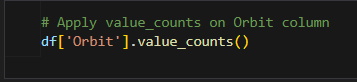 # Apply value_counts on Orbit column
df['Orbit'].value_counts()